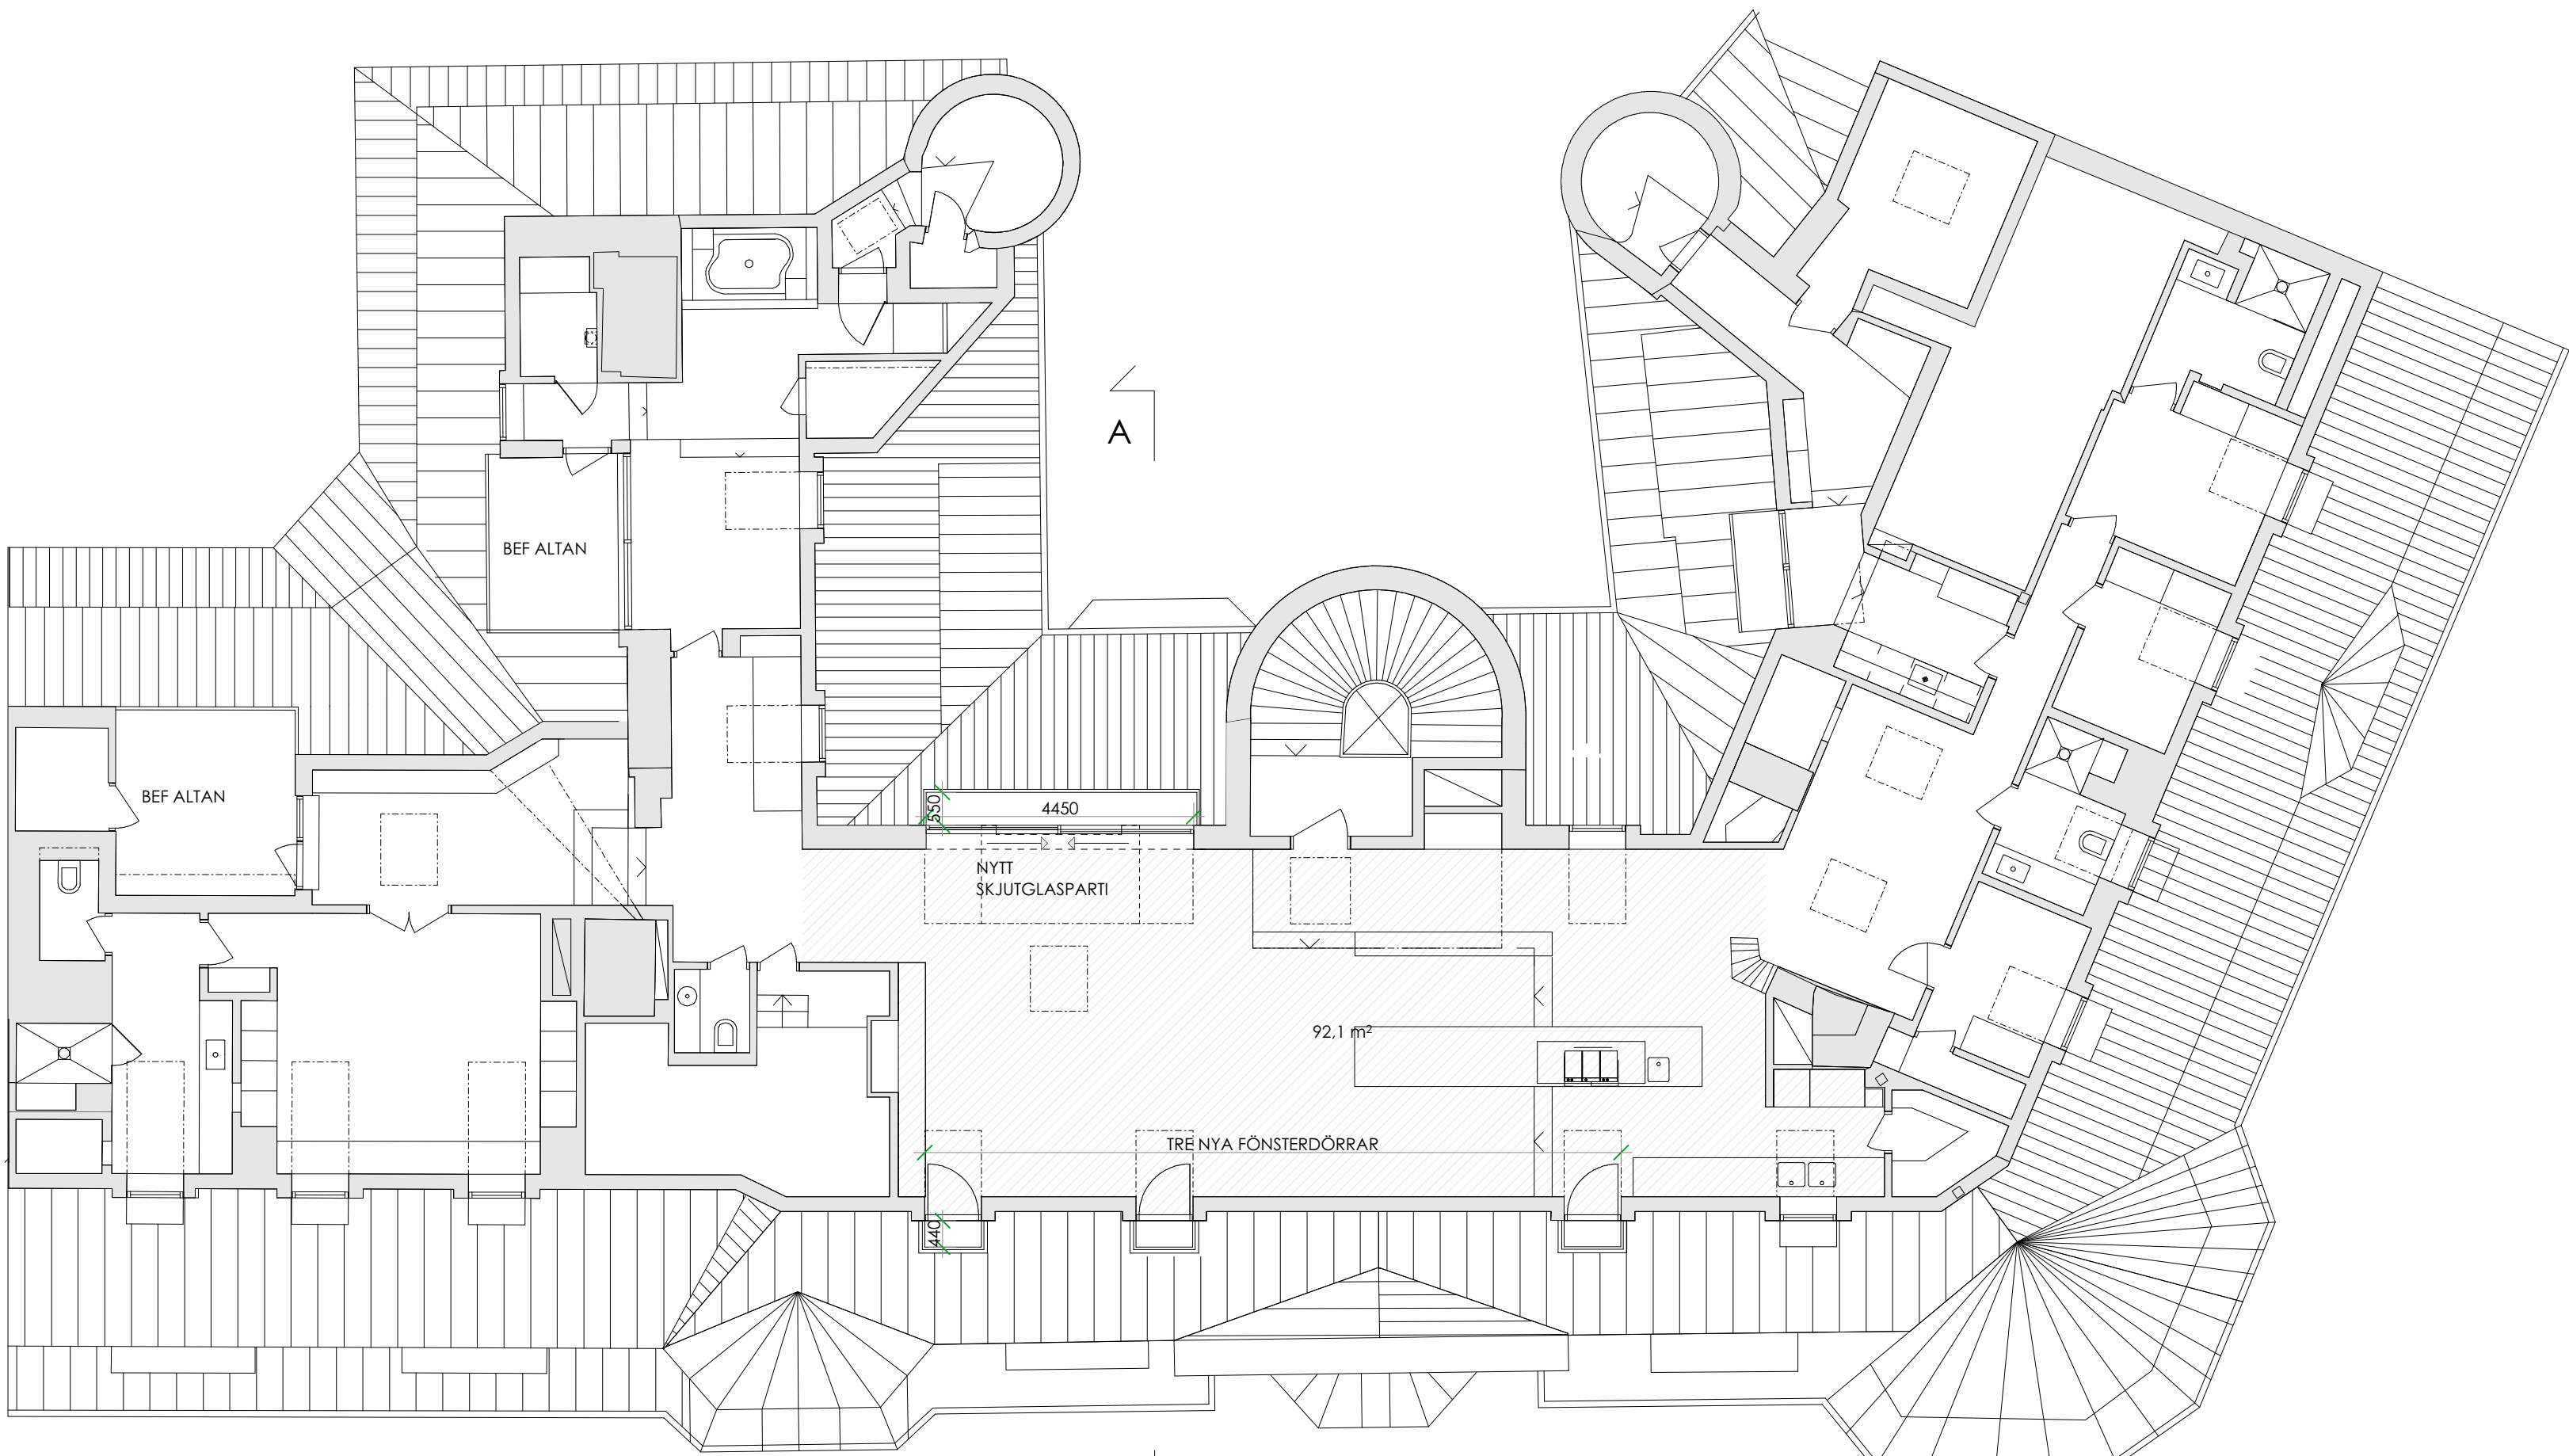 A
BEF ALTAN
BEF ALTAN
550
4450
NYTT
SKJUTGLASPARTI
92,1 m²
TRE NYA FÖNSTERDÖRRAR
440